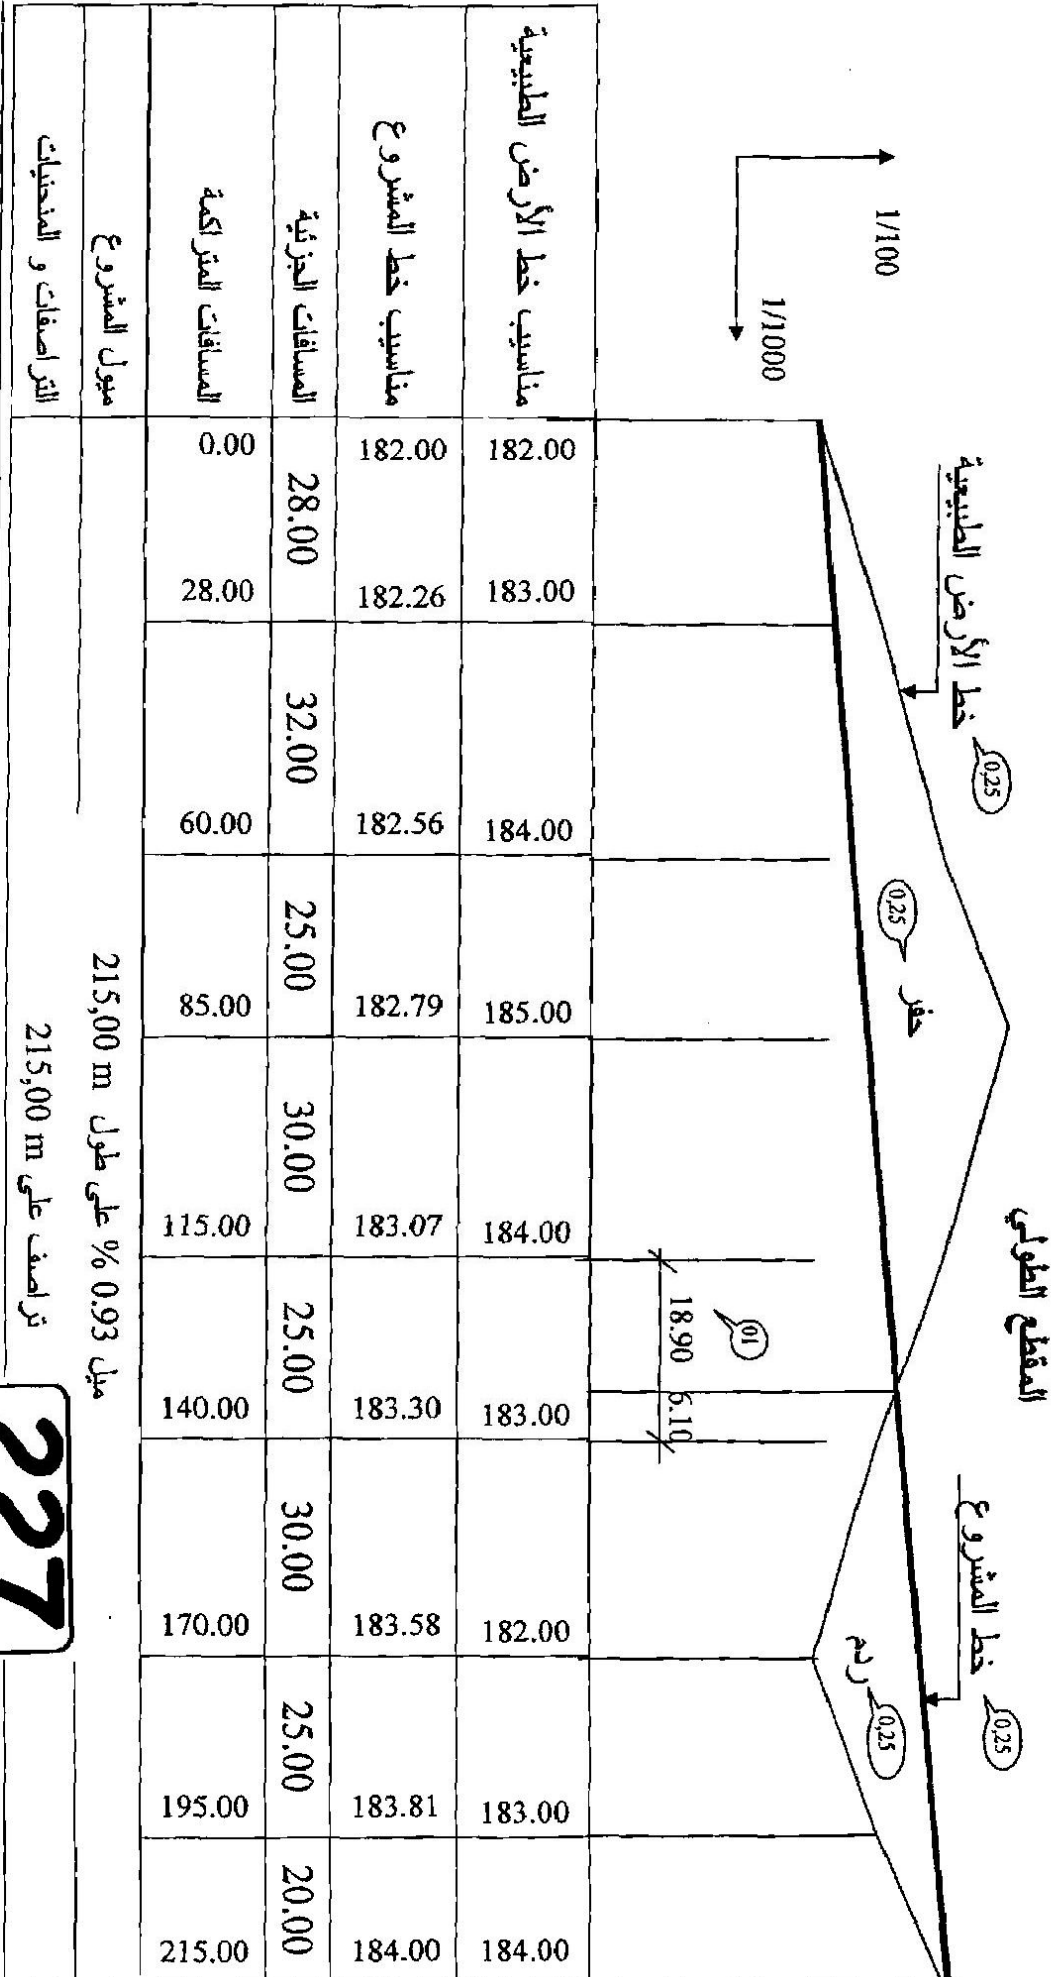 المقطع الطولي
1/100
1/1000
خط الأرض الطبيعية
0,25
حفر
0,25
خط المشروع
0,25
ردم
0,25
01
18.90 6.10
مناسيب خط الأرض الطبيعية 182.00 183.00 184.00 185.00 184.00 183.00 182.00 183.00 184.00
مناسيب خط المشروع 182.00 182.26 182.56 182.79 183.07 183.30 183.58 183.81 184.00
المسافات الجزئية 28.00 32.00 25.00 30.00 25.00 30.00 25.00 20.00
المسافات المتراكمة 0.00 28.00 60.00 85.00 115.00 140.00 170.00 195.00 215.00
ميول المشروع ميل 0.93 % على طول 215,00 m
التراصفات و المنحنيات تراصف على 215,00 m
227